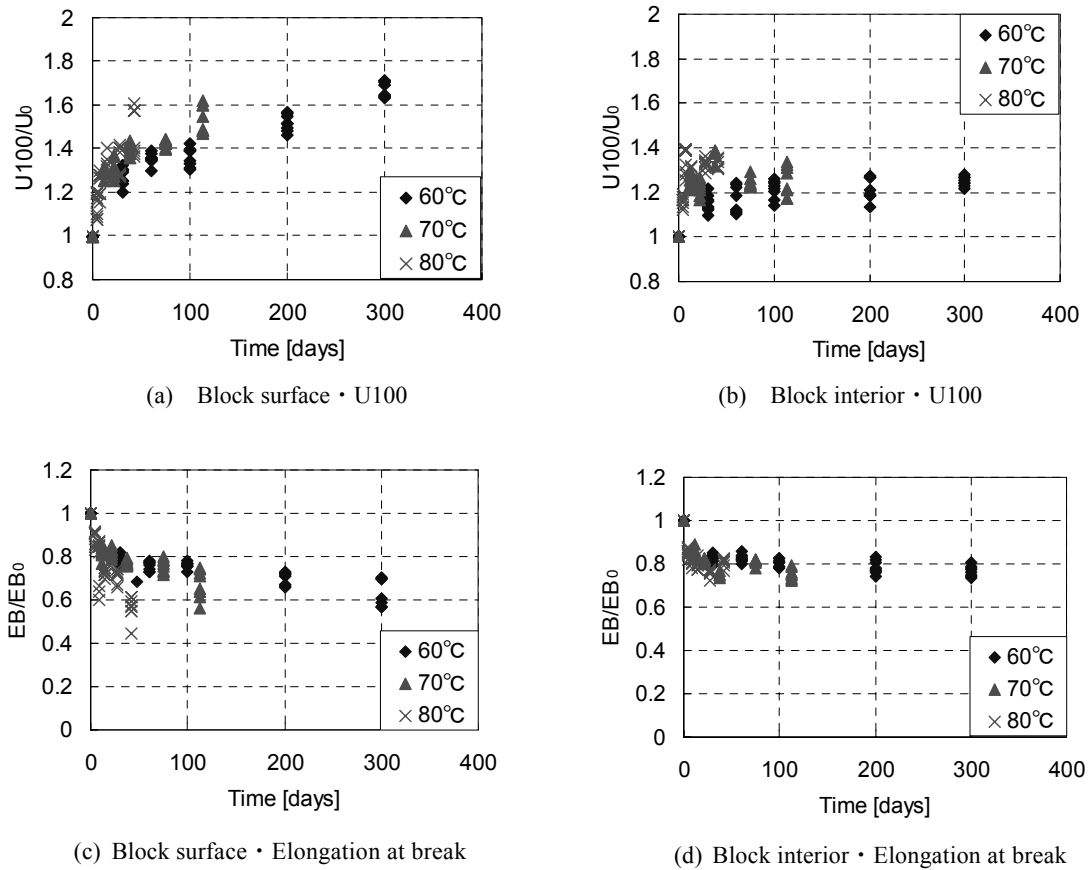 2
1.8
1.6
1.4
1.2
1
0.8
U100/U0
0 100 200 300 400
Time [days]
60℃
70℃
80℃
(a) Block surface・U100
2
1.8
1.6
1.4
1.2
1
0.8
U100/U0
0 100 200 300 400
Time [days]
60℃
70℃
80℃
(b) Block interior・U100
1.2
1
0.8
0.6
0.4
0.2
0
EB/EB0
0 100 200 300 400
Time [days]
60℃
70℃
80℃
(c) Block surface・Elongation at break
1.2
1
0.8
0.6
0.4
0.2
0
EB/EB0
0 100 200 300 400
Time [days]
60℃
70℃
80℃
(d) Block interior・Elongation at break